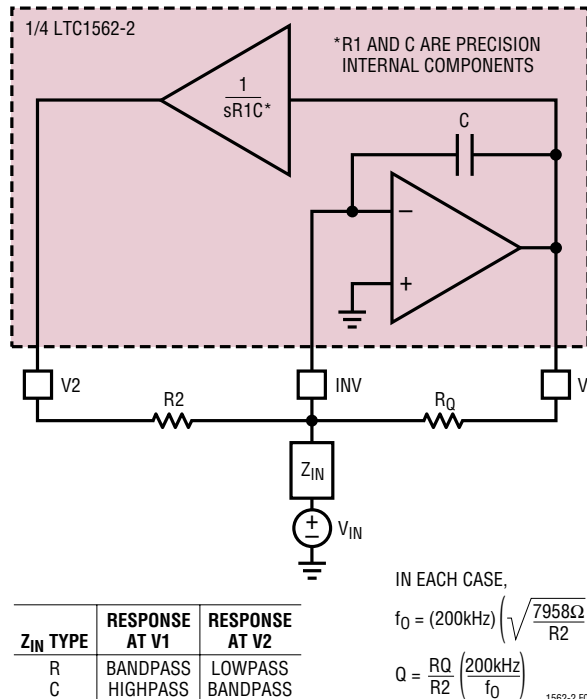 1/4 LTC1562-2
*R1 AND C ARE PRECISION
INTERNAL COMPONENTS
1
sR1C*
C
−
+
V2
INV
V
R2
RQ
ZIN
+
−
VIN
IN EACH CASE,
fO = (200kHz) (√ 7958Ω
R2
Q = RQ
R2 ( 200kHz
fO )
ZIN TYPE RESPONSE AT V1 RESPONSE AT V2
R BANDPASS LOWPASS
C HIGHPASS BANDPASS